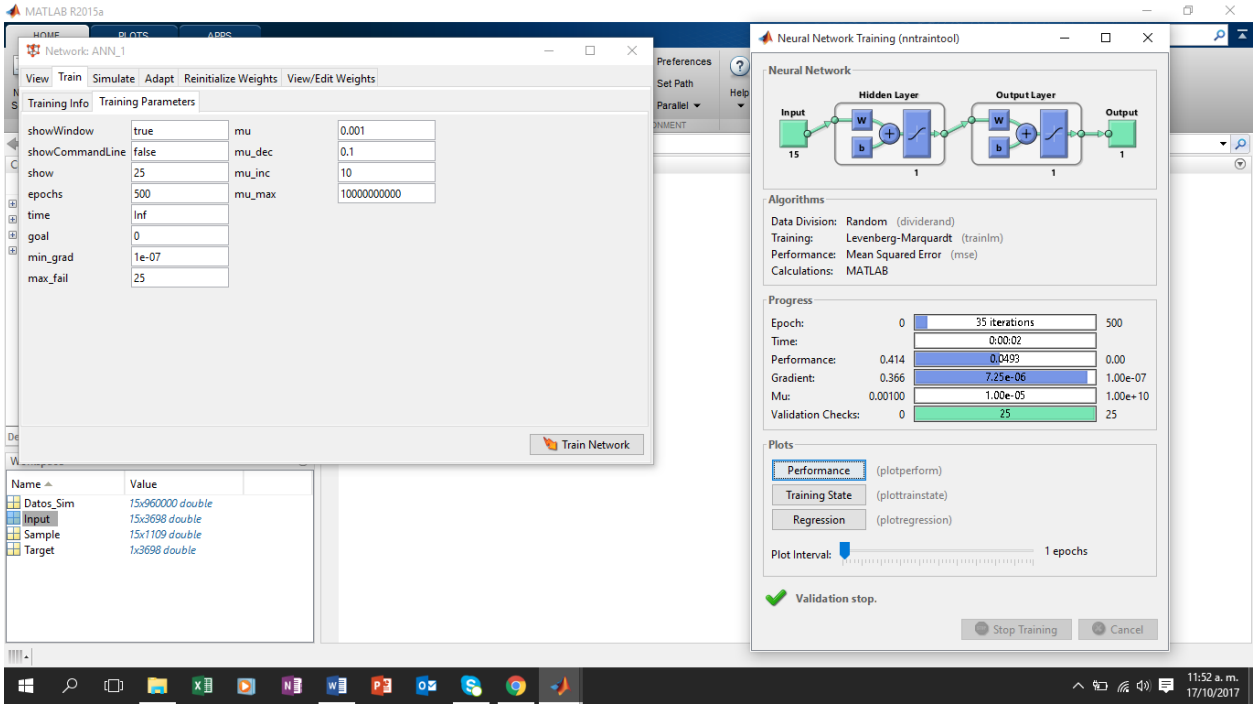 MATLAB R2015a
HOME PLOTS APPS
Network: ANN_1
View Train Simulate Adapt Reinitialize Weights View/Edit Weights
Training Info Training Parameters
showWindow true mu 0.001
showCommandLine false mu_dec 0.1
show 25 mu_inc 10
epochs 500 mu_max 10000000000
time Inf
goal 0
min_grad 1e-07
max_fail 25
Train Network
Preferences
Set Path
Parallel
Help
Name Value
Datos_Sim 15x960000 double
Input 15x3698 double
Sample 15x1109 double
Target 1x3698 double
Neural Network Training (nntraintool)
Neural Network
Hidden Layer Output Layer
Input Output
W W
b b
15 1
1 1
Algorithms
Data Division: Random (dividerand)
Training: Levenberg-Marquardt (trainlm)
Performance: Mean Squared Error (mse)
Calculations: MATLAB
Progress
Epoch: 0 35 iterations 500
Time: 0:00:02
Performance: 0.414 0.0493 0.00
Gradient: 0.366 7.25e-06 1.00e-07
Mu: 0.00100 1.00e-05 1.00e+10
Validation Checks: 0 25 25
Plots
Performance (plotperform)
Training State (plottrainstate)
Regression (plotregression)
Plot Interval: 1 epochs
Validation stop.
Stop Training Cancel
11:52 a. m.
17/10/2017